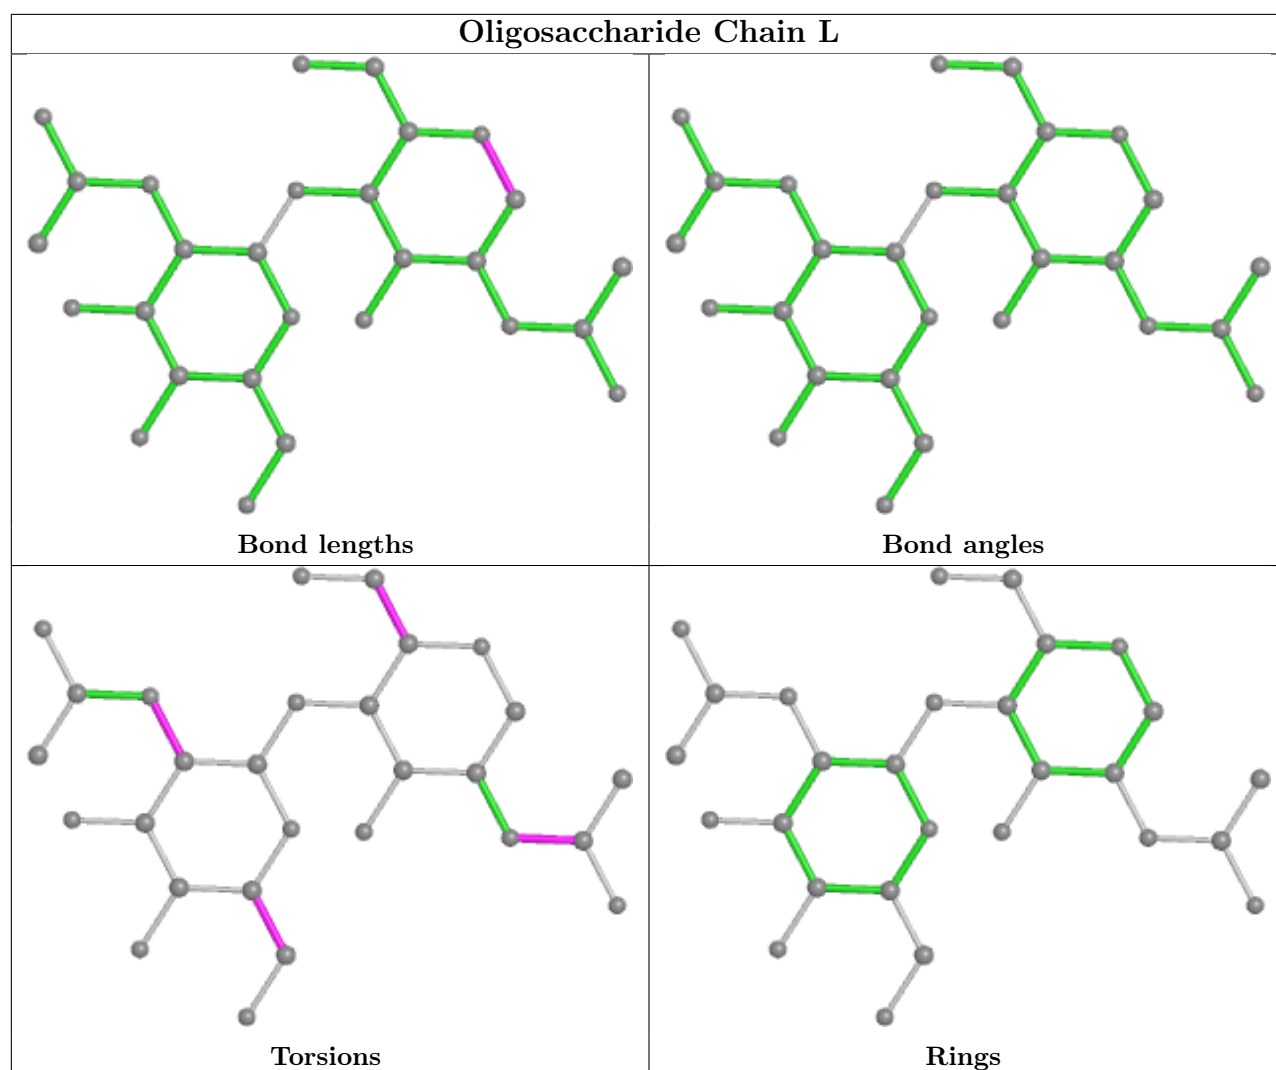 Oligosaccharide Chain L
Bond lengths
Bond angles
Torsions
Rings